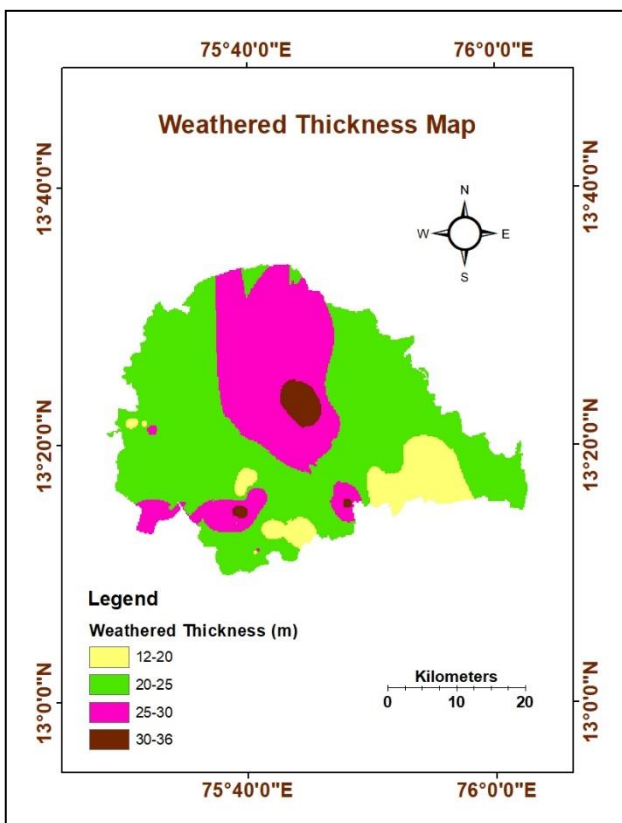 75°40'0"E 76°0'0"E
Weathered Thickness Map
13°40'0"N 13°40'0"N
N
W E
S
13°20'0"N 13°20'0"N
Legend
Weathered Thickness (m)
12-20
20-25
25-30
30-36
Kilometers
0 5 10 20
13°0'0"N 13°0'0"N
75°40'0"E 76°0'0"E